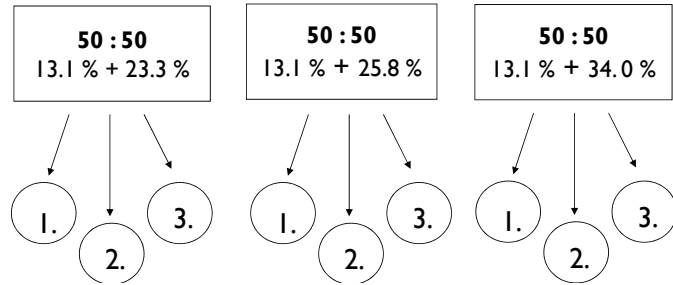 50 : 50
13.1 % + 23.3 %
50 : 50
13.1 % + 25.8 %
50 : 50
13.1 % + 34.0 %
1.
2.
3.
1.
2.
3.
1.
2.
3.